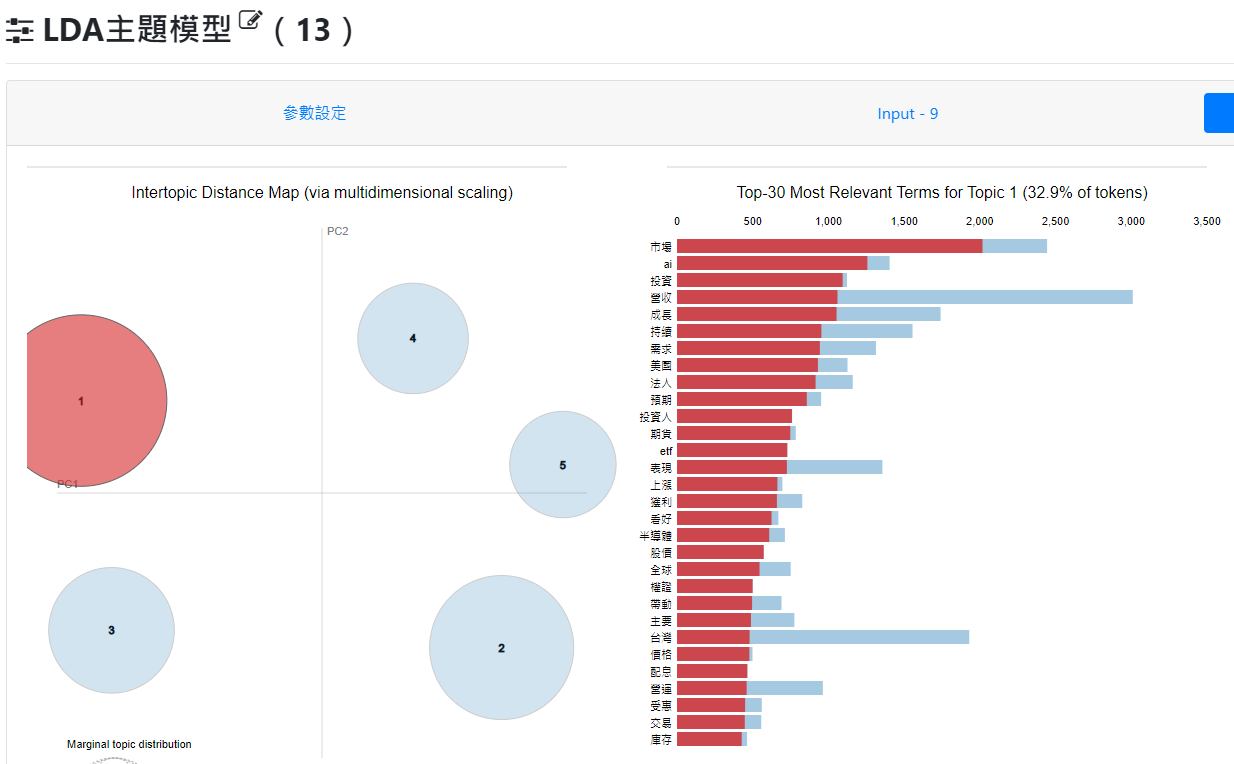 LDA主題模型 ( 13 )
參數設定
Input - 9
Intertopic Distance Map (via multidimensional scaling)
PC2
4
1
5
PC1
3
2
Marginal topic distribution
Top-30 Most Relevant Terms for Topic 1 (32.9% of tokens)
0 500 1,000 1,500 2,000 2,500 3,000 3,500
市場
ai
投資
營收
成長
持續
需求
美國
法人
預期
投資人
期貨
etf
表現
上漲
獲利
看好
半導體
股價
全球
權證
帶動
主要
台灣
價格
配息
營運
受惠
交易
庫存